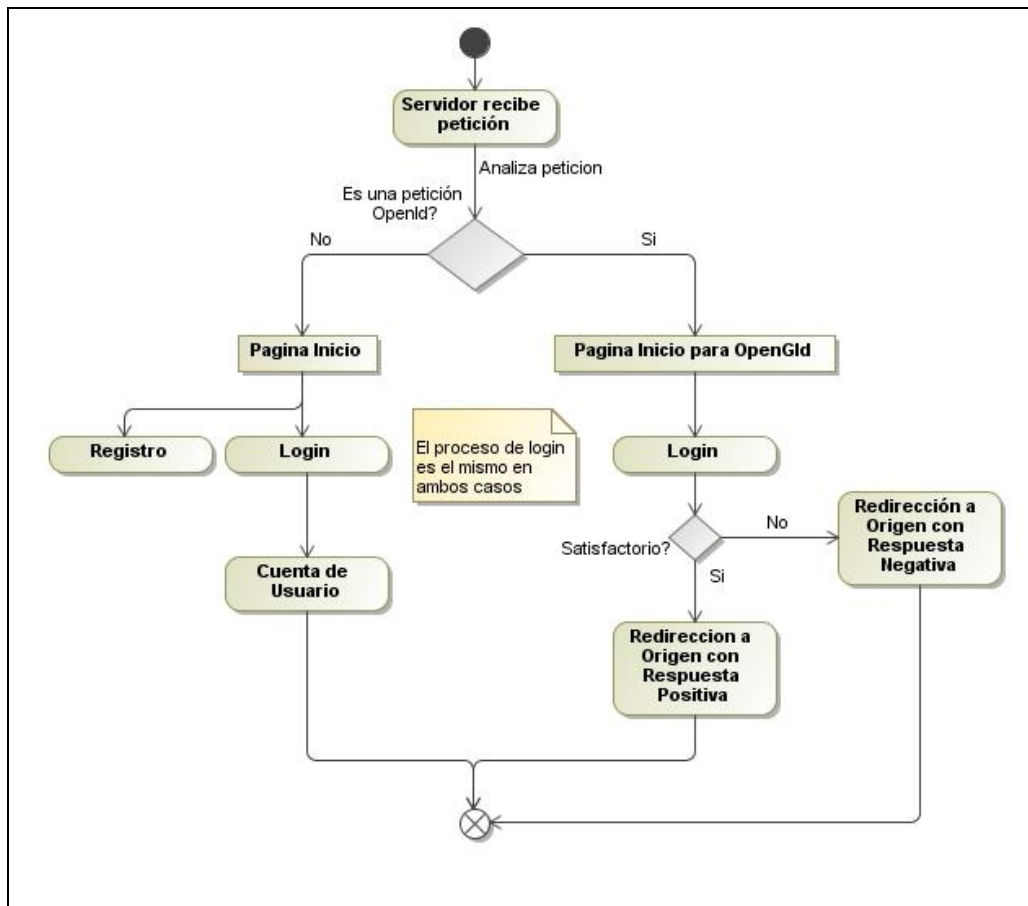 Servidor recibe
petición
Analiza peticion
Es una petición
OpenId?
No
Si
Pagina Inicio
Pagina Inicio para OpenGId
Registro
Login
El proceso de login
es el mismo en
ambos casos
Login
Satisfactorio?
No
Si
Redirección a
Origen con
Respuesta
Negativa
Cuenta de
Usuario
Redireccion a
Origen con
Respuesta
Positiva